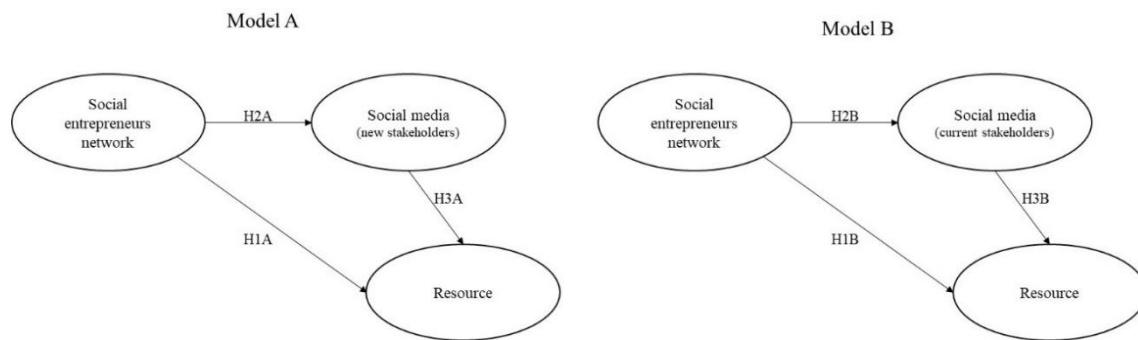 Model A
Social
entrepreneurs
network
H2A
Social media
(new stakeholders)
H3A
H1A
Resource
Model B
Social
entrepreneurs
network
H2B
Social media
(current stakeholders)
H3B
H1B
Resource